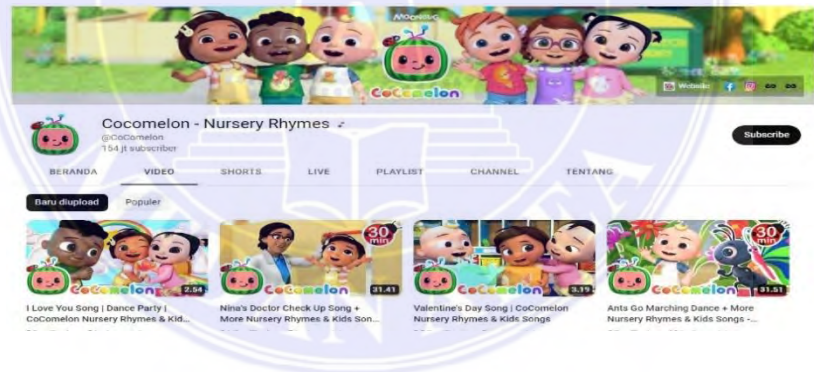 Moonbug
CoComelon
Website
Cocomelon - Nursery Rhymes
@CoComelon
154 jt subscriber
Subscribe
BERANDA VIDEO SHORTS LIVE PLAYLIST CHANNEL TENTANG
Baru diupload Populer
CoComelon 2.54
30 min
CoComelon 31.41
CoComelon 3.19
30 min
CoComelon 31.51
I Love You Song | Dance Party |
CoComelon Nursery Rhymes & Kid...
Nina's Doctor Check Up Song +
More Nursery Rhymes & Kids Son...
Valentine's Day Song | CoComelon
Nursery Rhymes & Kids Songs
Ants Go Marching Dance + More
Nursery Rhymes & Kids Songs -...